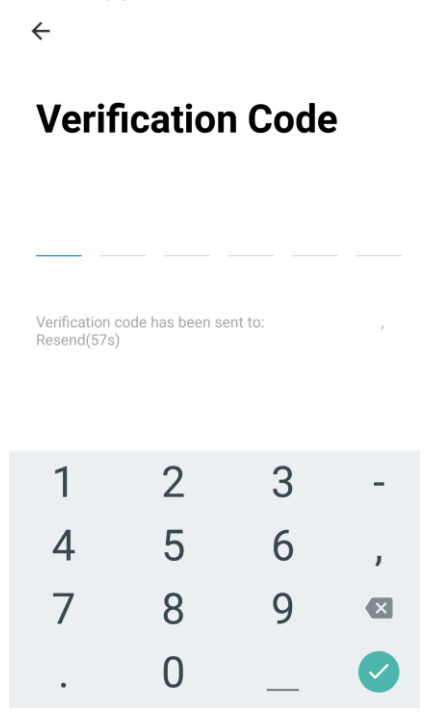 Verification Code
Verification code has been sent to: ,
Resend(57s)
1 2 3 -
4 5 6 ,
7 8 9
. 0 _